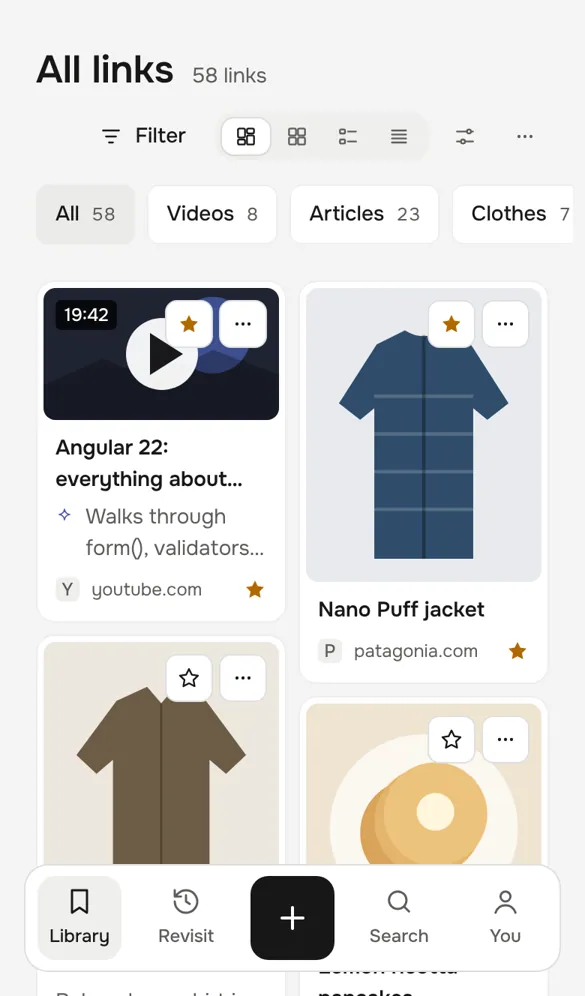 All links 58 links
Filter
All 58 Videos 8 Articles 23 Clothes 7
19:42
Angular 22:
everything about...
Walks through
form(), validators...
Y youtube.com
Nano Puff jacket
P patagonia.com
Library Revisit Search You